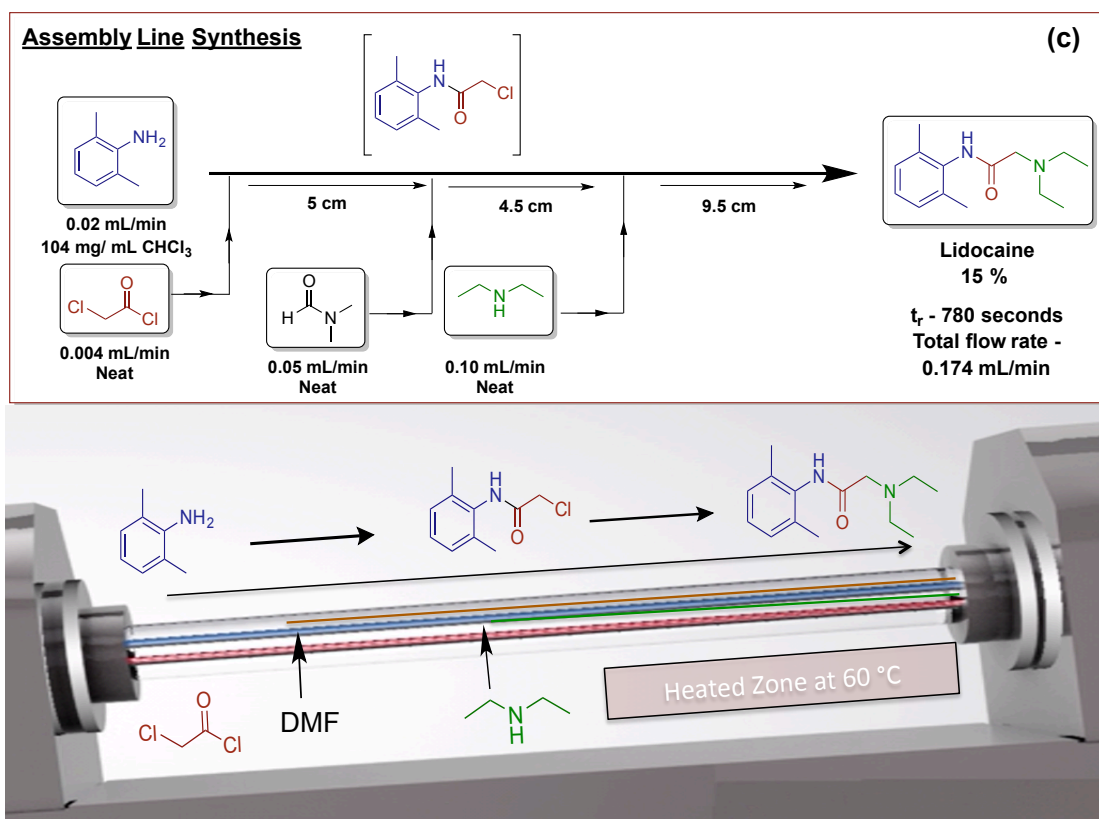 Assembly Line Synthesis
(c)
H
N
Cl
O
NH2
0.02 mL/min
104 mg/ mL CHCl3
5 cm
4.5 cm
9.5 cm
H
N
N
O
Lidocaine
15 %
tr - 780 seconds
Total flow rate -
0.174 mL/min
O
Cl
Cl
0.004 mL/min
Neat
O
H
N
0.05 mL/min
Neat
N
H
0.10 mL/min
Neat
NH2
H
N
Cl
O
H
N
N
O
O
Cl
Cl
DMF
N
H
Heated Zone at 60 °C